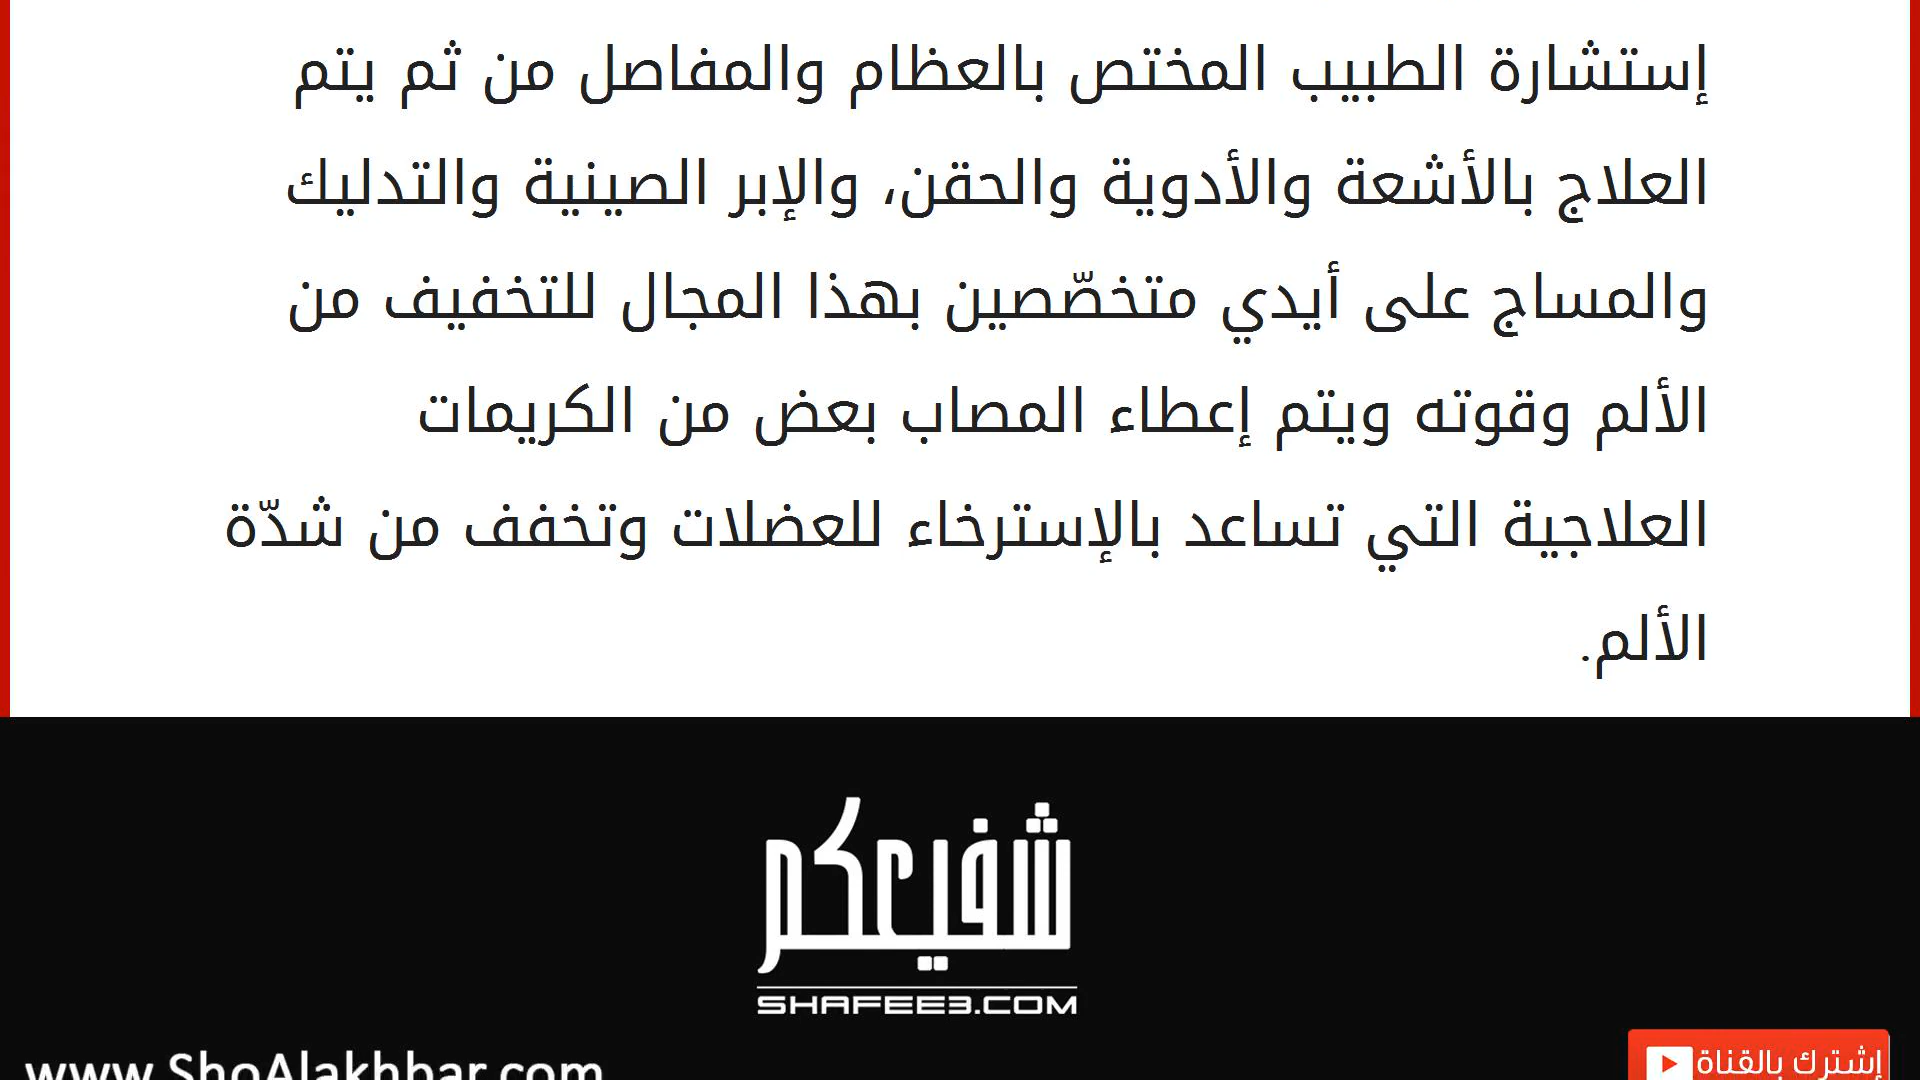 إستشارة الطبيب المختص بالعظام والمفاصل من ثم يتم
العلاج بالأشعة والأدوية والحقن، والإبر الصينية والتدليك
والمساج على أيدي متخصّصين بهذا المجال للتخفيف من
الألم وقوته ويتم إعطاء المصاب بعض من الكريمات
العلاجية التي تساعد بالإسترخاء للعضلات وتخفف من شدّة
الألم.
شفيعكم
SHAFEE3.COM
www.ShoAlakhbar.com
إشترك بالقناة